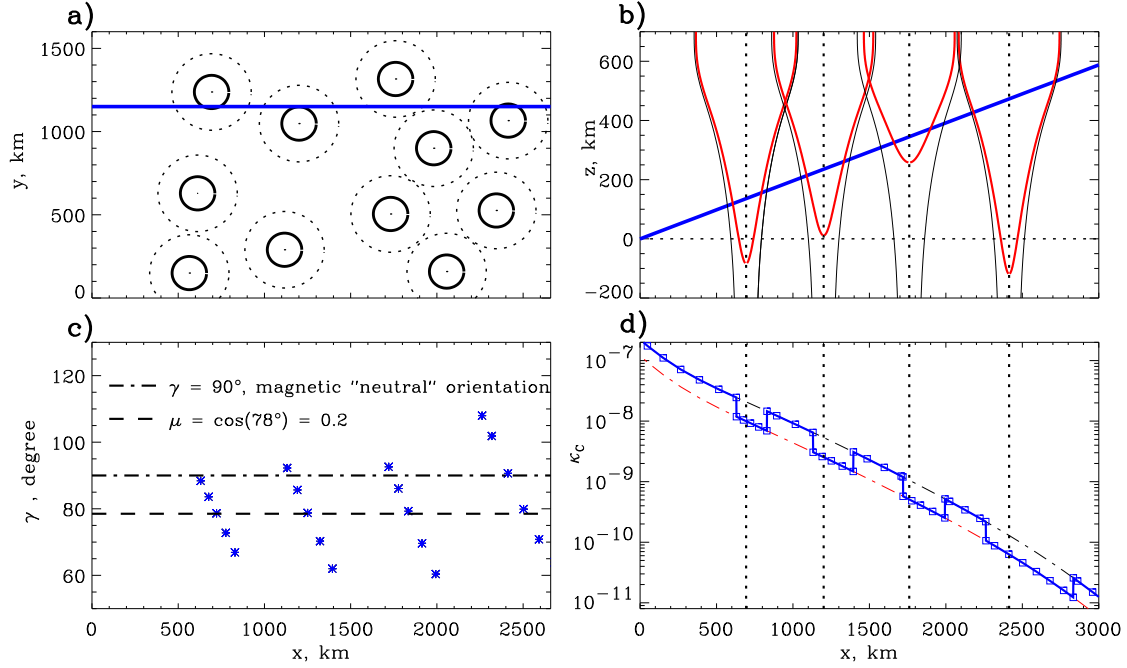 a)
1500
1000
500
0
y, km
b)
600
400
200
0
−200
z, km
c)
120
100
80
60
γ , degree
γ = 90°, magnetic "neutral" orientation
μ = cos(78°) = 0.2
0 500 1000 1500 2000 2500
x, km
d)
10⁻⁷
10⁻⁸
10⁻⁹
10⁻¹⁰
10⁻¹¹
κ_C
0 500 1000 1500 2000 2500 3000
x, km